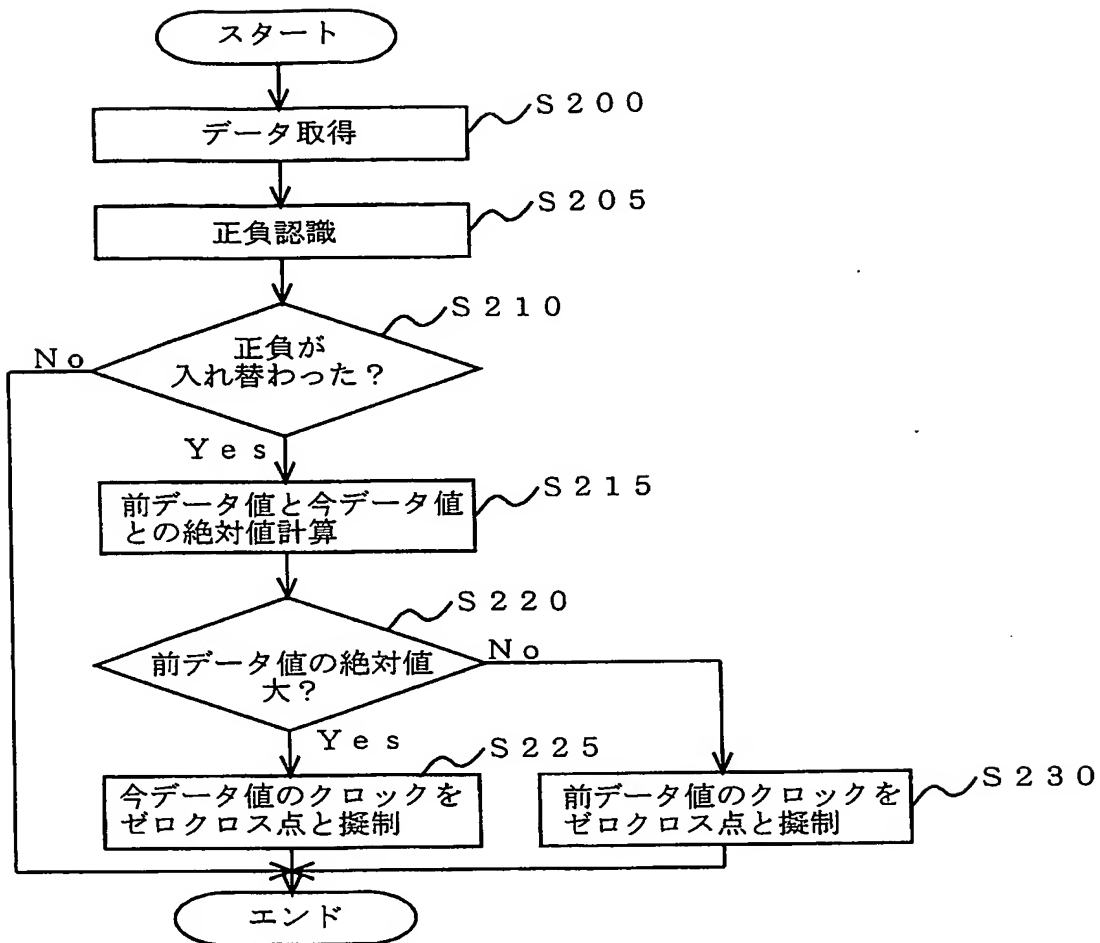 スタート
S200
データ取得
S205
正負認識
S210
正負が
入れ替わった？
No
Yes
S215
前データ値と今データ値
との絶対値計算
S220
前データ値の絶対値
大？
No
Yes
S225
今データ値のクロックを
ゼロクロス点と擬制
S230
前データ値のクロックを
ゼロクロス点と擬制
エンド